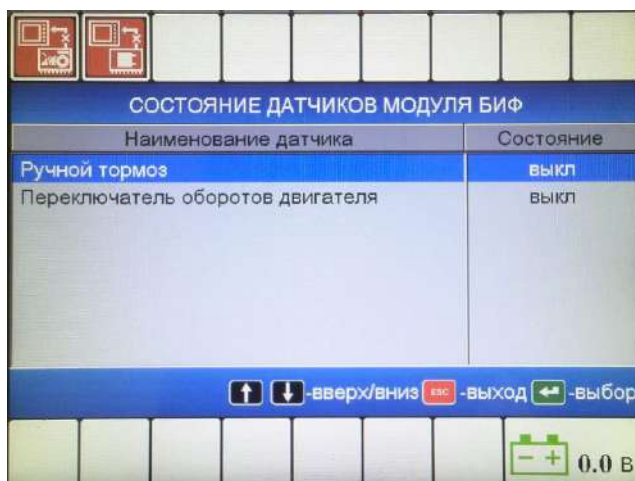 СОСТОЯНИЕ ДАТЧИКОВ МОДУЛЯ БИФ
Наименование датчика Состояние
Ручной тормоз выкл
Переключатель оборотов двигателя выкл
-вверх/вниз ESC -выход -выбор
0.0 В